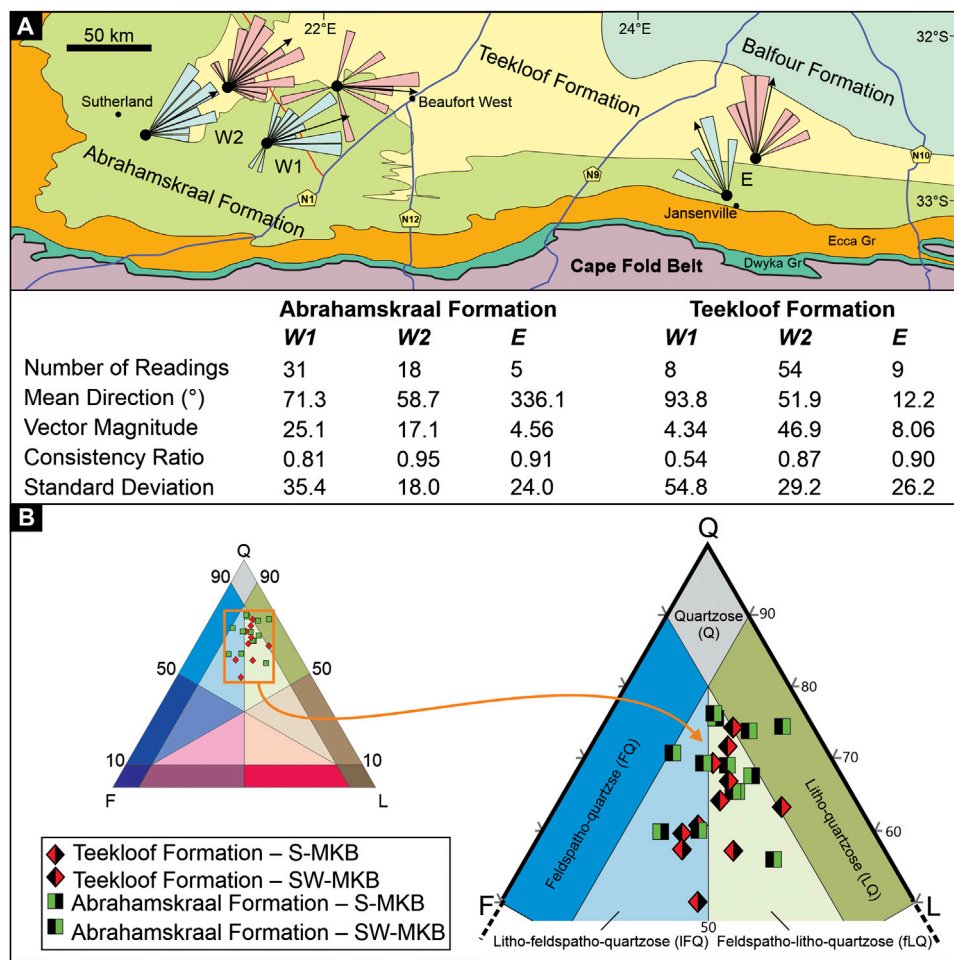 A
50 km
22°E
24°E
32°S
Sutherland
W2
W1
Beaufort West
Teekloof Formation
Balfour Formation
Abrahamskraal Formation
N1
N12
N9
N10
E
Jansenville
33°S
Ecca Gr
Cape Fold Belt
Dwyka Gr
Abrahamskraal Formation Teekloof Formation
W1 W2 E W1 W2 E
Number of Readings 31 18 5 8 54 9
Mean Direction (°) 71.3 58.7 336.1 93.8 51.9 12.2
Vector Magnitude 25.1 17.1 4.56 4.34 46.9 8.06
Consistency Ratio 0.81 0.95 0.91 0.54 0.87 0.90
Standard Deviation 35.4 18.0 24.0 54.8 29.2 26.2
B
Q
90 90
50 50
10 10
F L
Q
Quartzose
(Q)
90
80
70
60
50
Feldspatho-quartzose (FQ)
Litho-quartzose (LQ)
F L
Litho-feldspatho-quartzose (lFQ) Feldspatho-litho-quartzose (fLQ)
Teekloof Formation – S-MKB
Teekloof Formation – SW-MKB
Abrahamskraal Formation – S-MKB
Abrahamskraal Formation – SW-MKB